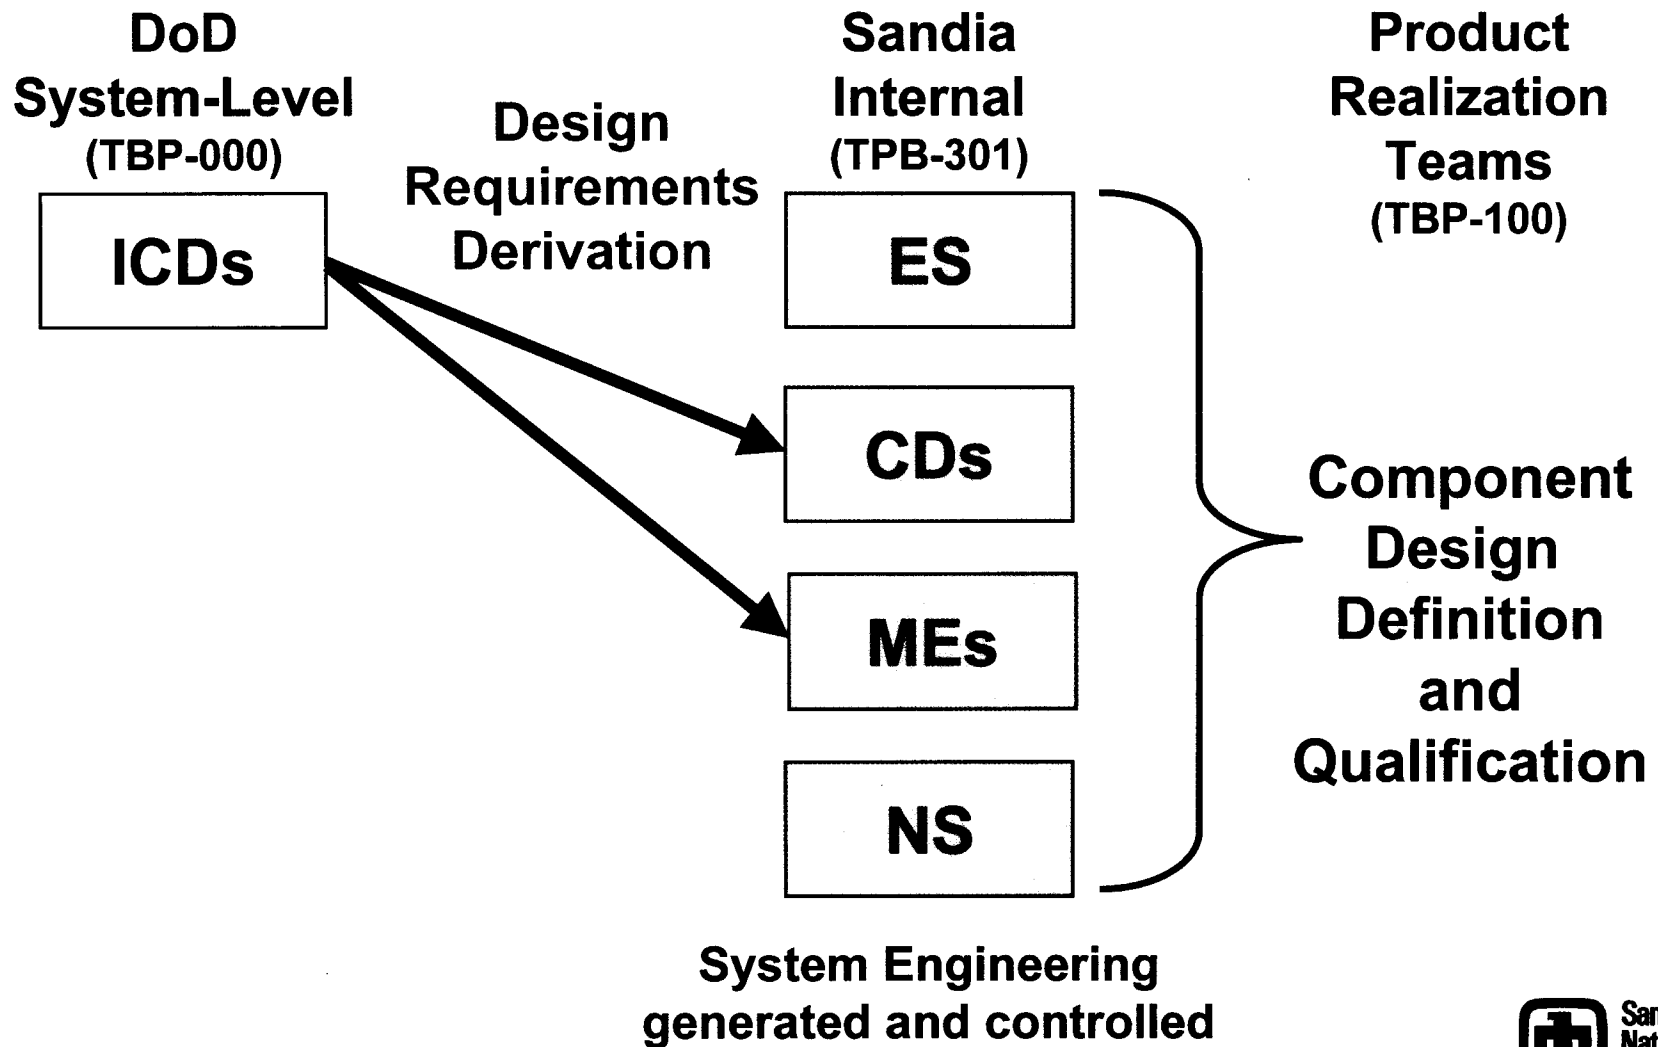 DoD
System-Level
(TBP-000)
ICDs
Design
Requirements
Derivation
Sandia
Internal
(TPB-301)
ES
CDs
MEs
NS
System Engineering
generated and controlled
Product
Realization
Teams
(TBP-100)
Component
Design
Definition
and
Qualification